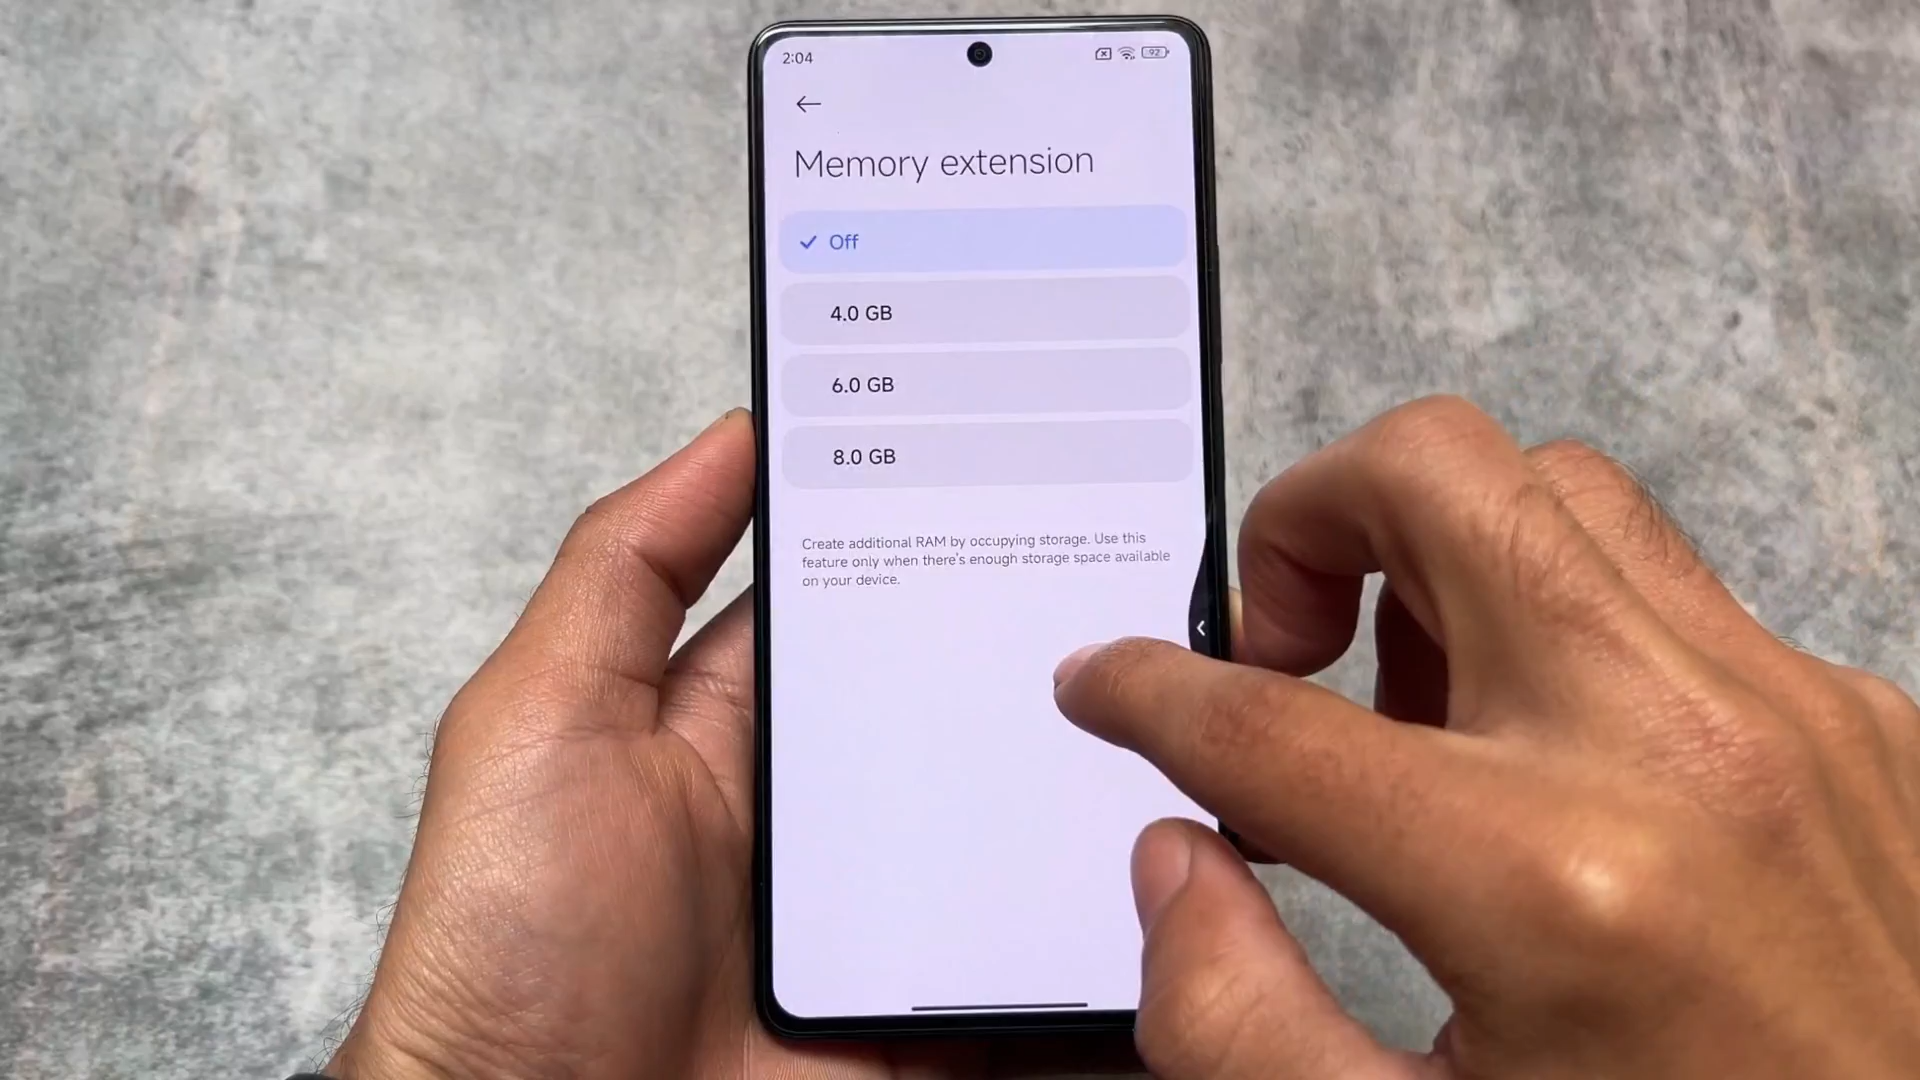 2:04
92
Memory extension
Off
4.0 GB
6.0 GB
8.0 GB
Create additional RAM by occupying storage. Use this
feature only when there's enough storage space available
on your device.